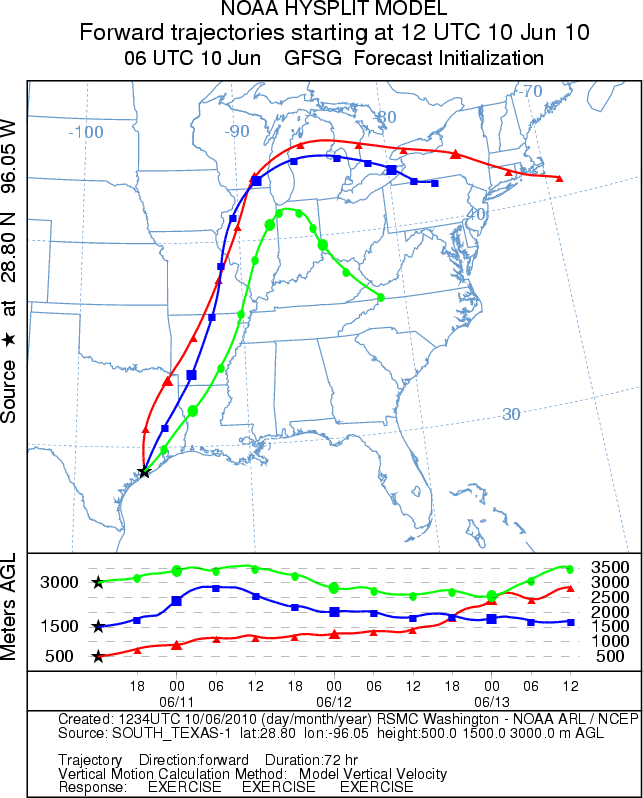 NOAA HYSPLIT MODEL
Forward trajectories starting at 12 UTC 10 Jun 10
06 UTC 10 Jun GFSG Forecast Initialization
Source ★ at 28.80 N 96.05 W
-100
-90
-80
-70
40
30
Meters AGL
3000
1500
500
3500
3000
2500
2000
1500
1000
500
18 00 06 12 18 00 06 12 18 00 06 12
06/11 06/12 06/13
Created: 1234UTC 10/06/2010 (day/month/year) RSMC Washington - NOAA ARL / NCEP
Source: SOUTH_TEXAS-1 lat:28.80 lon:-96.05 height:500.0 1500.0 3000.0 m AGL
Trajectory Direction:forward Duration:72 hr
Vertical Motion Calculation Method: Model Vertical Velocity
Response: EXERCISE EXERCISE EXERCISE